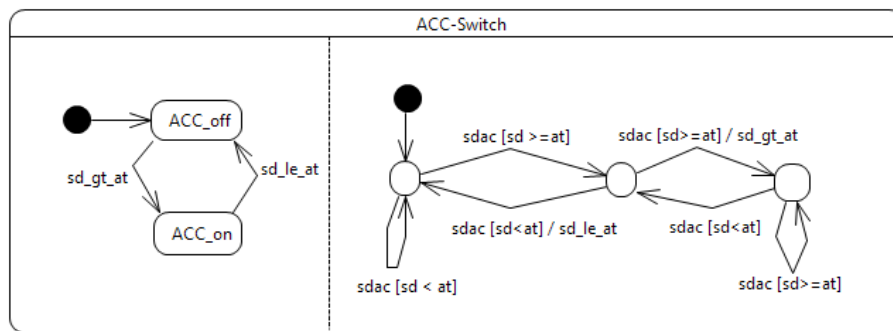 ACC-Switch
ACC_off
sd_gt_at
sd_le_at
ACC_on
sdac [sd >=at]
sdac [sd>=at] / sd_gt_at
sdac [sd<at] / sd_le_at
sdac [sd<at]
sdac [sd < at]
sdac [sd>=at]